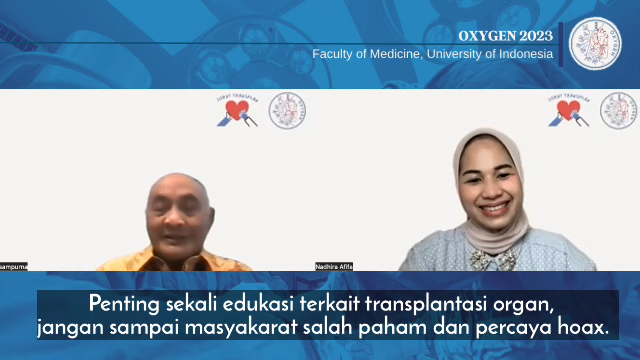 OXYGEN 2023
Faculty of Medicine, University of Indonesia
Nadhira Afifa
Penting sekali edukasi terkait transplantasi organ,
jangan sampai masyakarat salah paham dan percaya hoax.